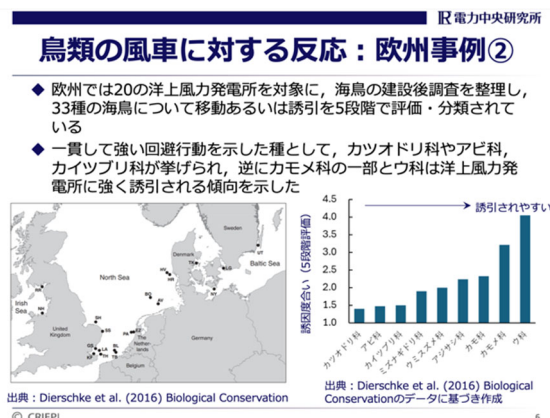 電力中央研究所
鳥類の風車に対する反応：欧州事例②
◆ 欧州では20の洋上風力発電所を対象に，海鳥の建設後調査を整理し，
33種の海鳥について移動あるいは誘引を5段階で評価・分類されて
いる
◆ 一貫して強い回避行動を示した種として，カツオドリ科やアビ科，
カイツブリ科が挙げられ，逆にカモメ科の一部とウ科は洋上風力発
電所に強く誘引される傾向を示した
Sweden
Denmark
Baltic Sea
North Sea
Irish
Sea
United
Kingdom
The
Nether-
lands
Germany
Belgium
出典：Dierschke et al. (2016) Biological Conservation
誘引されやすい
誘因度合い（5段階評価）
4.5
4.0
3.5
3.0
2.5
2.0
1.5
1.0
カツオドリ科
アビ科
カイツブリ科
ミズナギドリ科
ウミスズメ科
アジサシ科
カモ科
カモメ科
ウ科
出典：Dierschke et al. (2016) Biological
Conservationのデータに基づき作成
© CRIEPI
6